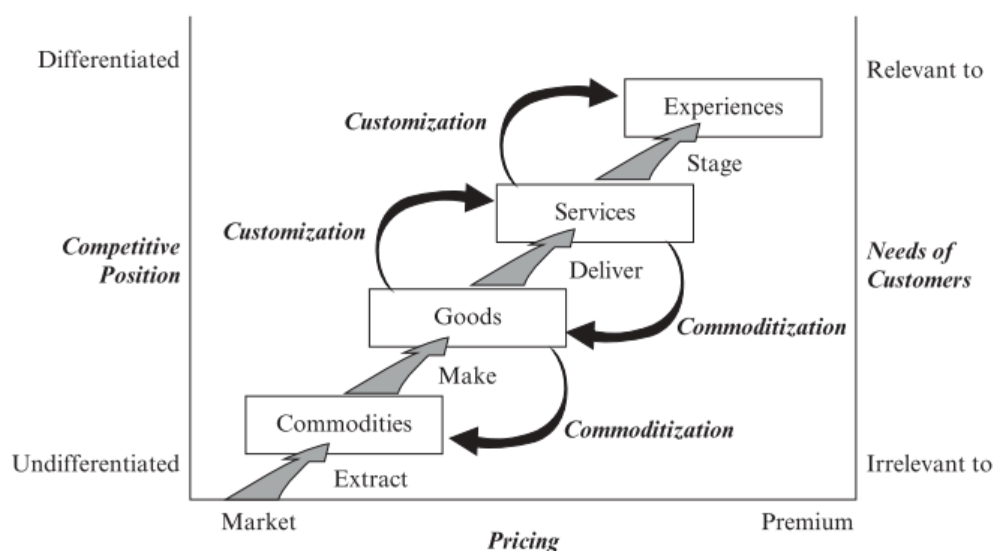 Differentiated
Relevant to
Experiences
Customization
Stage
Services
Customization
Competitive
Position
Needs of
Customers
Deliver
Goods
Commoditization
Make
Commodities
Commoditization
Undifferentiated
Irrelevant to
Extract
Market
Premium
Pricing